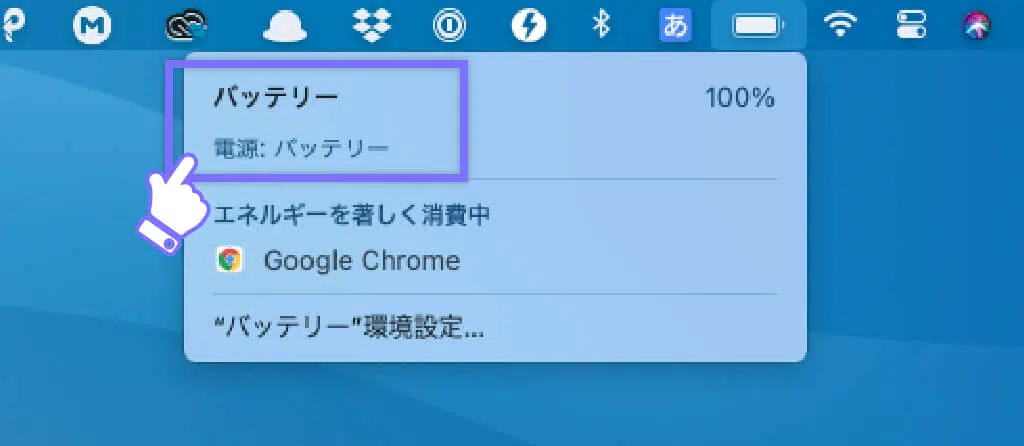 あ
バッテリー 100%
電源: バッテリー
エネルギーを著しく消費中
Google Chrome
“バッテリー”環境設定...